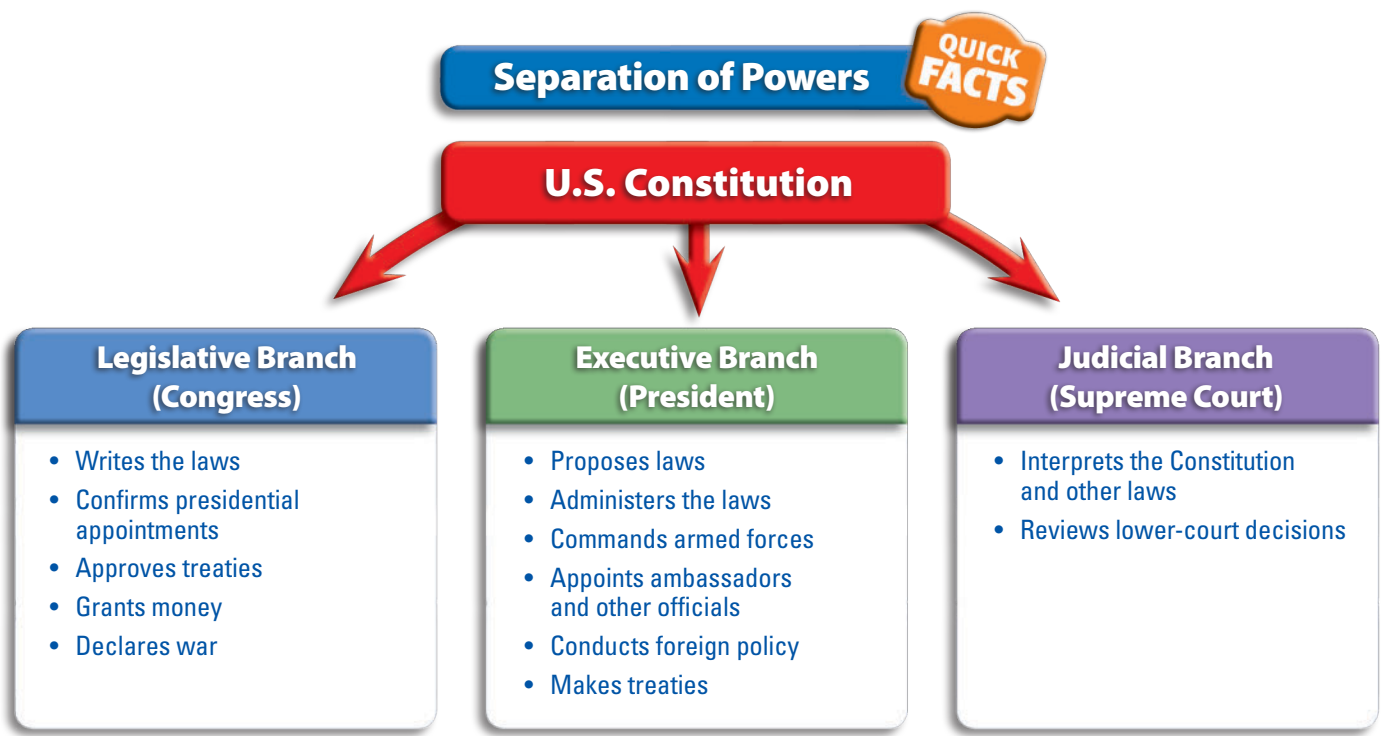 Separation of Powers
QUICK
FACTS
U.S. Constitution
Legislative Branch
(Congress)
• Writes the laws
• Confirms presidential
appointments
• Approves treaties
• Grants money
• Declares war
Executive Branch
(President)
• Proposes laws
• Administers the laws
• Commands armed forces
• Appoints ambassadors
and other officials
• Conducts foreign policy
• Makes treaties
Judicial Branch
(Supreme Court)
• Interprets the Constitution
and other laws
• Reviews lower-court decisions